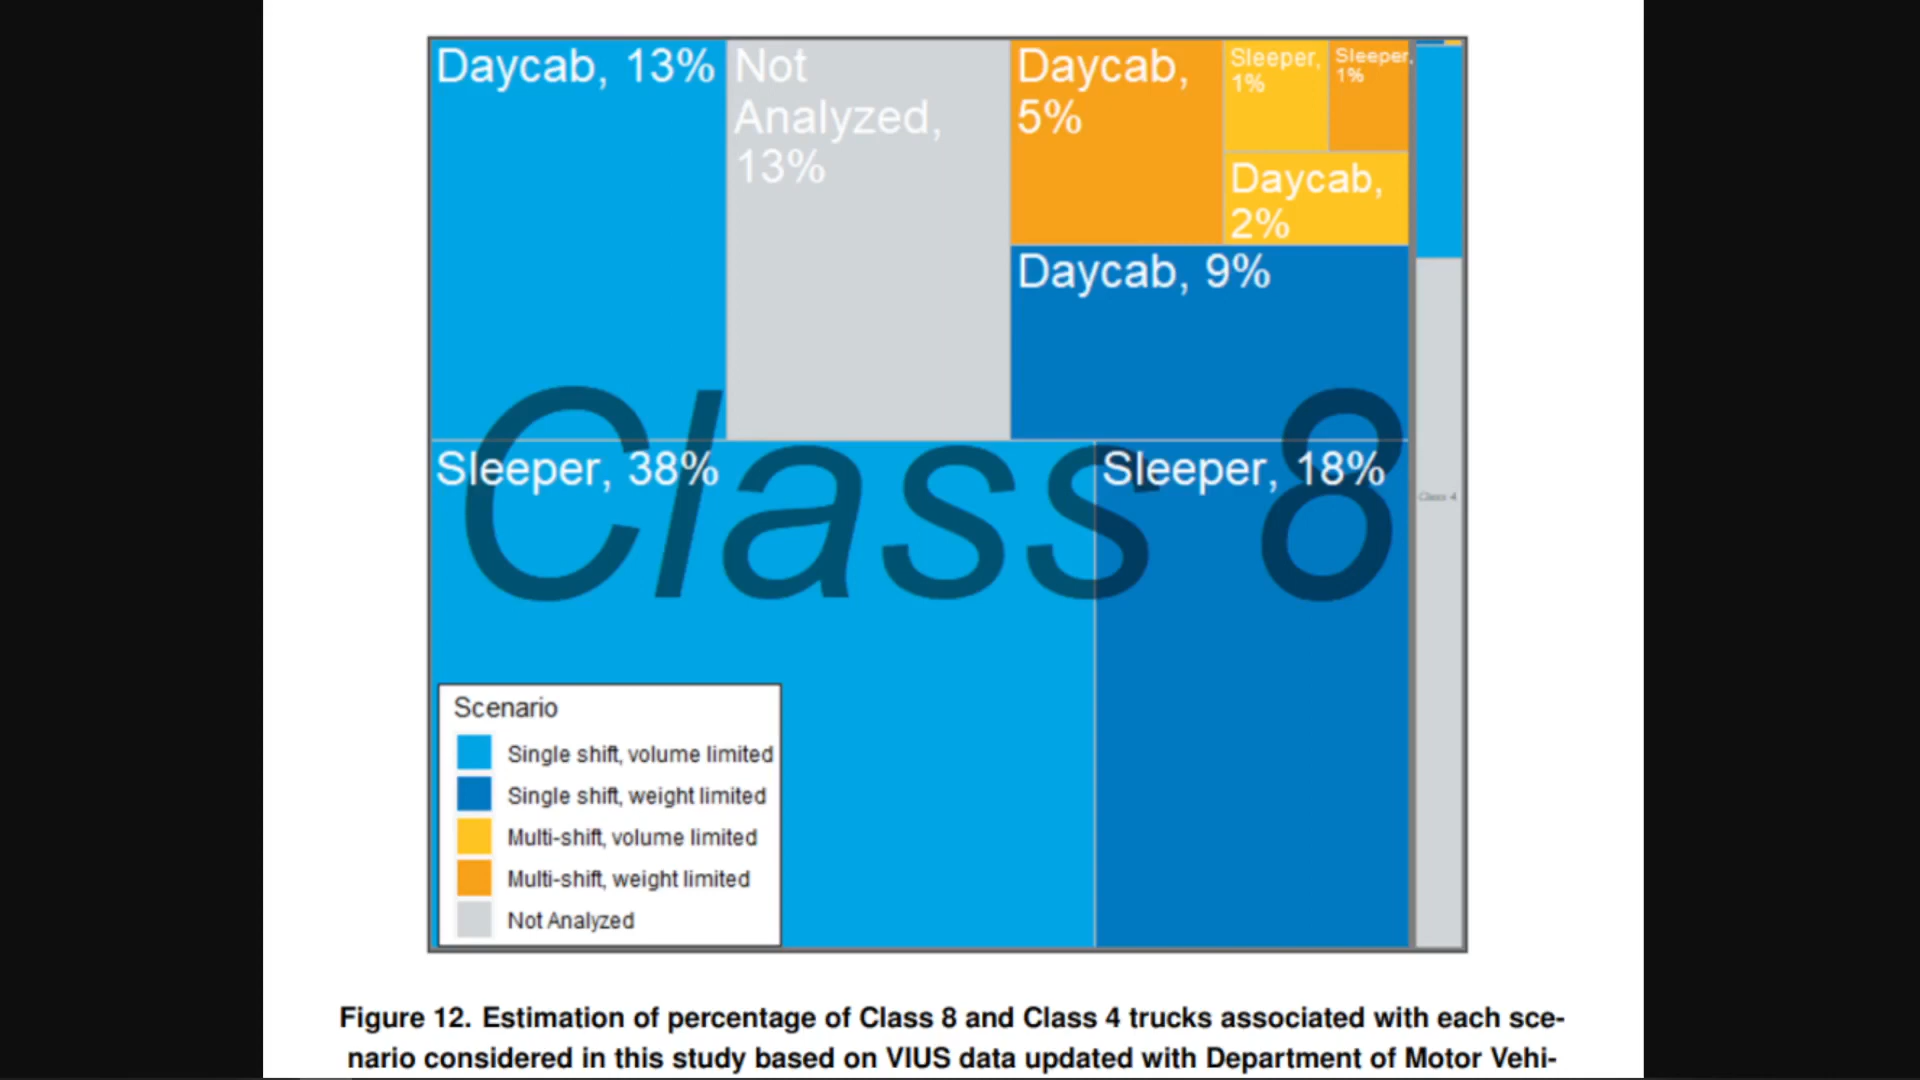 Daycab, 13%
Not
Analyzed,
13%
Daycab,
5%
Sleeper,
1%
Sleeper,
1%
Daycab,
2%
Daycab, 9%
Class 8
Sleeper, 38%
Sleeper, 18%
Class 4
Scenario
Single shift, volume limited
Single shift, weight limited
Multi-shift, volume limited
Multi-shift, weight limited
Not Analyzed
Figure 12. Estimation of percentage of Class 8 and Class 4 trucks associated with each sce-
nario considered in this study based on VIUS data updated with Department of Motor Vehi-